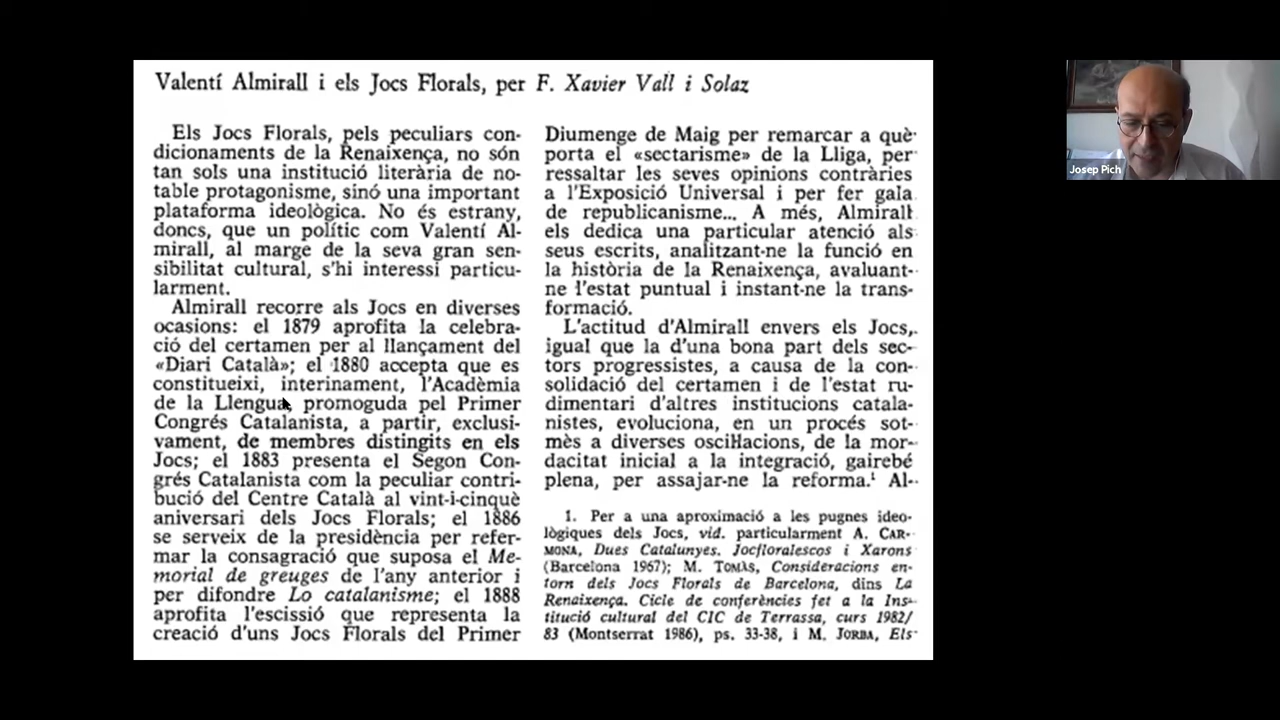 Valentí Almirall i els Jocs Florals, per F. Xavier Vall i Solaz
Els Jocs Florals, pels peculiars con-
dicionaments de la Renaixença, no són
tan sols una institució literària de no-
table protagonisme, sinó una important
plataforma ideològica. No és estrany,
doncs, que un polític com Valentí Al-
mirall, al marge de la seva gran sen-
sibilitat cultural, s'hi interessi particu-
larment.
Almirall recorre als Jocs en diverses
ocasions: el 1879 aprofita la celebra-
ció del certamen per al llançament del
«Diari Català»; el 1880 accepta que es
constitueixi, interinament, l'Acadèmia
de la Llengua, promoguda pel Primer
Congrés Catalanista, a partir, exclusi-
vament, de membres distingits en els
Jocs; el 1883 presenta el Segon Con-
grés Catalanista com la peculiar contri-
bució del Centre Català al vint-i-cinquè
aniversari dels Jocs Florals; el 1886
se serveix de la presidència per refer-
mar la consagració que suposa el Me-
morial de greuges de l'any anterior i
per difondre Lo catalanisme; el 1888
aprofita l'escissió que representa la
creació d'uns Jocs Florals del Primer
Diumenge de Maig per remarcar a què
porta el «sectarisme» de la Lliga, per
ressaltar les seves opinions contràries
a l'Exposició Universal i per fer gala
de republicanisme... A més, Almirall
els dedica una particular atenció als
seus escrits, analitzant-ne la funció en
la història de la Renaixença, avaluant-
ne l'estat puntual i instant-ne la trans-
formació.
L'actitud d'Almirall envers els Jocs,
igual que la d'una bona part dels sec-
tors progressistes, a causa de la con-
solidació del certamen i de l'estat ru-
dimentari d'altres institucions catala-
nistes, evoluciona, en un procés sot-
mès a diverses oscil·lacions, de la mor-
dacitat inicial a la integració, gairebé
plena, per assajar-ne la reforma.¹ Al-
1. Per a una aproximació a les pugnes ideo-
lògiques dels Jocs, vid. particularment A. CAR-
MONA, Dues Catalunyes. Jocfloralescos i Xarons
(Barcelona 1967); M. TOMÀS, Consideracions en-
torn dels Jocs Florals de Barcelona, dins La
Renaixença. Cicle de conferències fet a la Ins-
titució cultural del CIC de Terrassa, curs 1982/
83 (Montserrat 1986), ps. 33-38, i M. JORBA, Els
Josep Pich